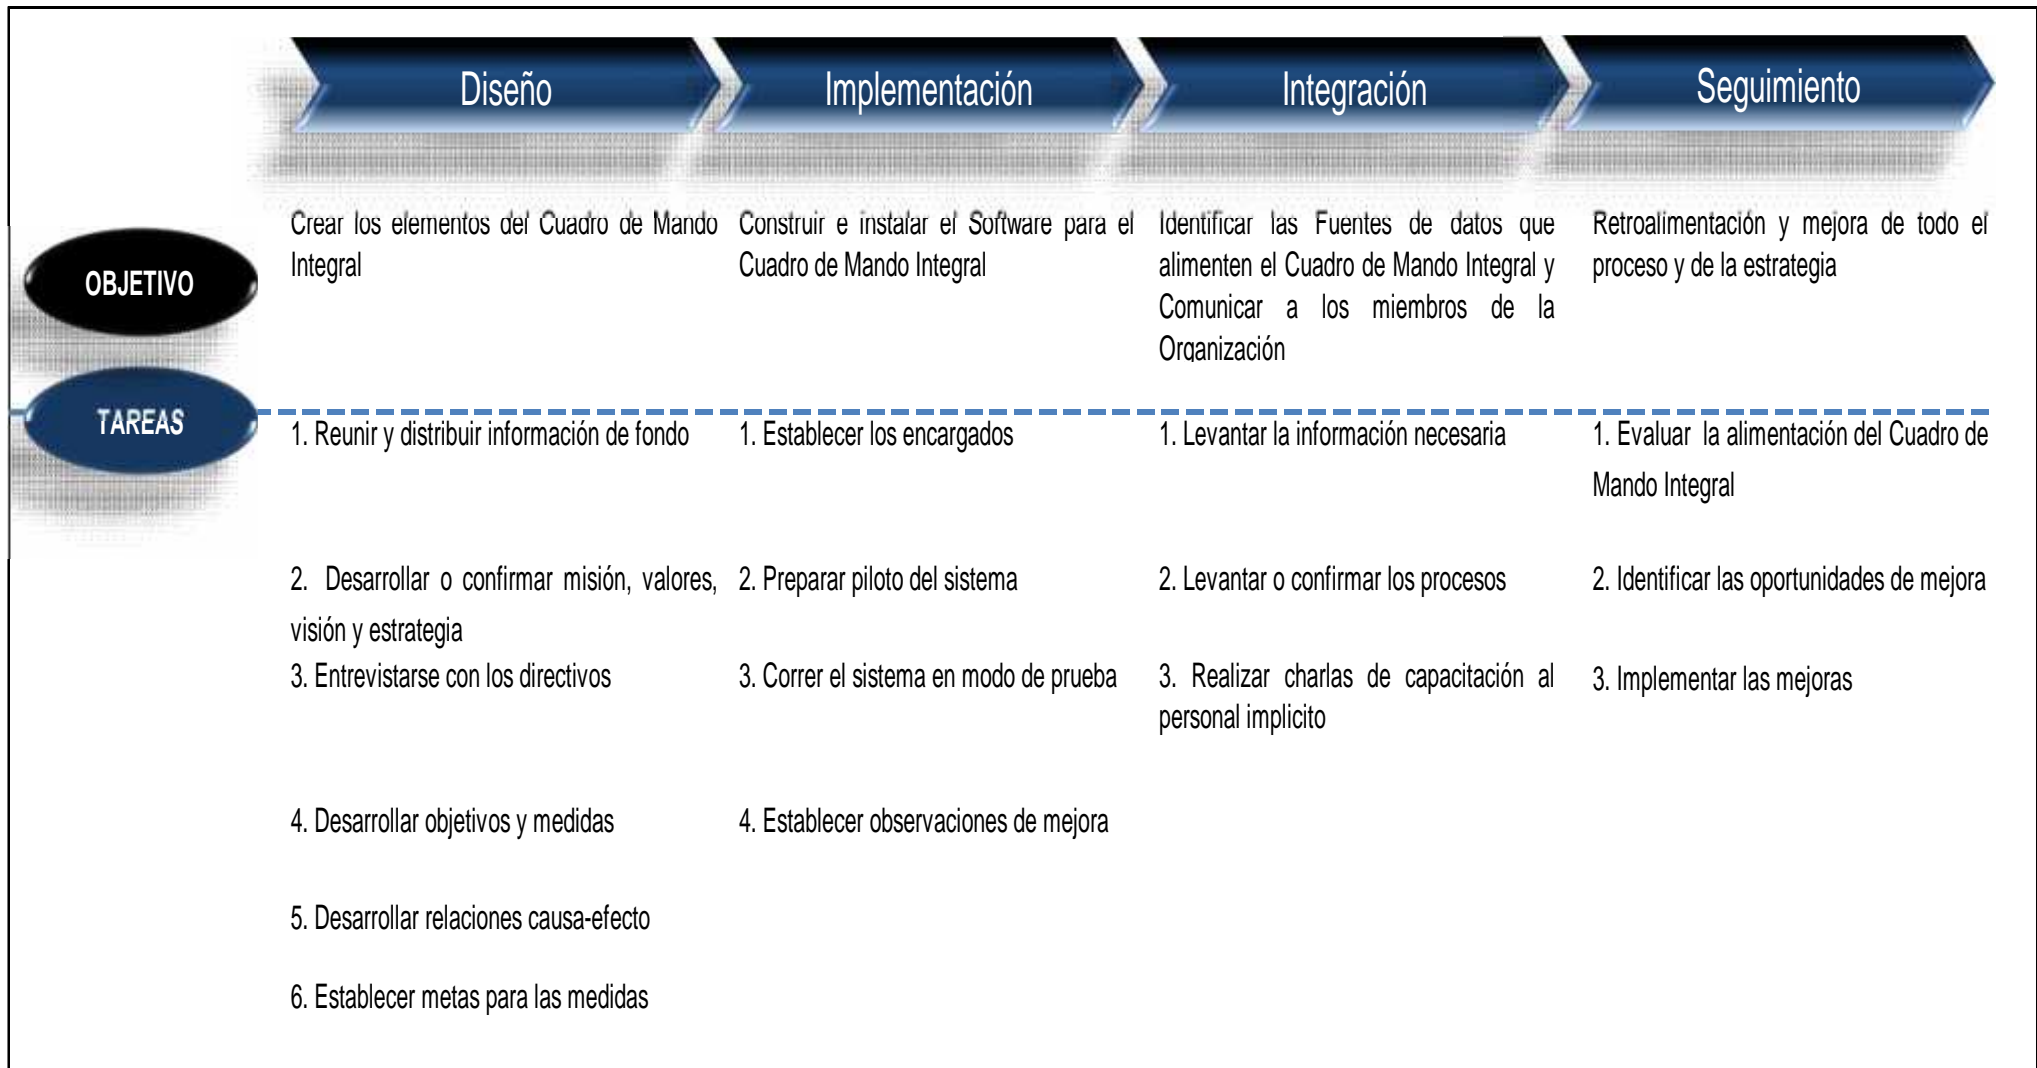 Diseño
Implementación
Integración
Seguimiento
OBJETIVO
Crear los elementos del Cuadro de Mando
Integral
Construir e instalar el Software para el
Cuadro de Mando Integral
Identificar las Fuentes de datos que
alimenten el Cuadro de Mando Integral y
Comunicar a los miembros de la
Organización
Retroalimentación y mejora de todo el
proceso y de la estrategia
TAREAS
1. Reunir y distribuir información de fondo
1. Establecer los encargados
1. Levantar la información necesaria
1. Evaluar la alimentación del Cuadro de
Mando Integral
2. Desarrollar o confirmar misión, valores,
visión y estrategia
2. Preparar piloto del sistema
2. Levantar o confirmar los procesos
2. Identificar las oportunidades de mejora
3. Entrevistarse con los directivos
3. Correr el sistema en modo de prueba
3. Realizar charlas de capacitación al
personal implicito
3. Implementar las mejoras
4. Desarrollar objetivos y medidas
4. Establecer observaciones de mejora
5. Desarrollar relaciones causa-efecto
6. Establecer metas para las medidas